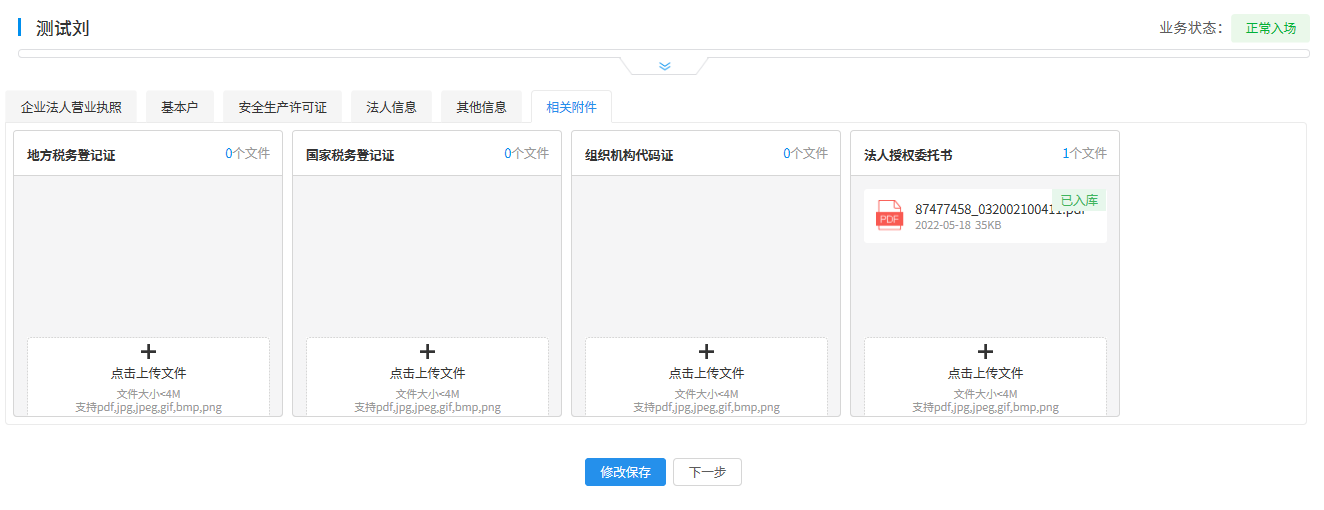 测试刘
业务状态： 正常入场
企业法人营业执照 基本户 安全生产许可证 法人信息 其他信息 相关附件
地方税务登记证 0个文件
国家税务登记证 0个文件
组织机构代码证 0个文件
法人授权委托书 1个文件
已入库
PDF
87477458_032002100411.pdf
2022-05-18 35KB
点击上传文件
文件大小<4M
支持pdf,jpg,jpeg,gif,bmp,png
点击上传文件
文件大小<4M
支持pdf,jpg,jpeg,gif,bmp,png
点击上传文件
文件大小<4M
支持pdf,jpg,jpeg,gif,bmp,png
点击上传文件
文件大小<4M
支持pdf,jpg,jpeg,gif,bmp,png
修改保存 下一步